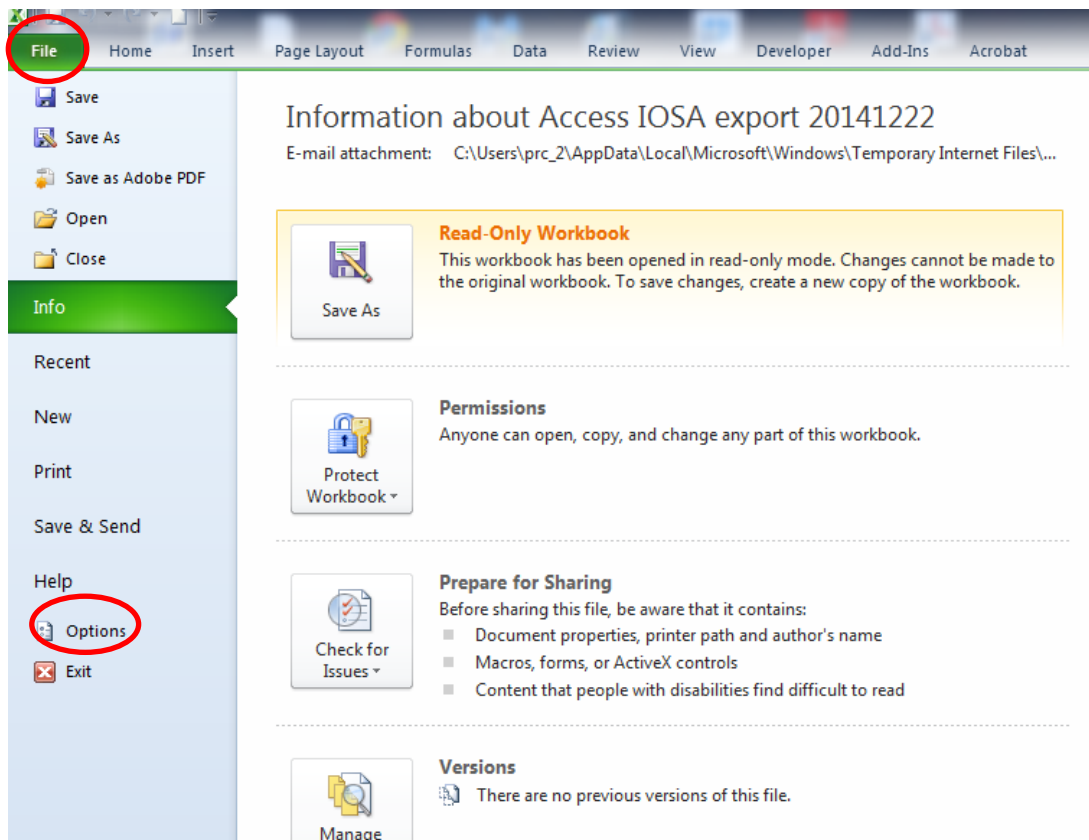 File Home Insert Page Layout Formulas Data Review View Developer Add-Ins Acrobat
Save
Save As
Save as Adobe PDF
Open
Close
Info
Recent
New
Print
Save & Send
Help
Options
Exit
Information about Access IOSA export 20141222
E-mail attachment: C:\Users\prc_2\AppData\Local\Microsoft\Windows\Temporary Internet Files\...
Save As
Read-Only Workbook
This workbook has been opened in read-only mode. Changes cannot be made to
the original workbook. To save changes, create a new copy of the workbook.
Protect
Workbook
Permissions
Anyone can open, copy, and change any part of this workbook.
Check for
Issues
Prepare for Sharing
Before sharing this file, be aware that it contains:
Document properties, printer path and author's name
Macros, forms, or ActiveX controls
Content that people with disabilities find difficult to read
Manage
Versions
There are no previous versions of this file.